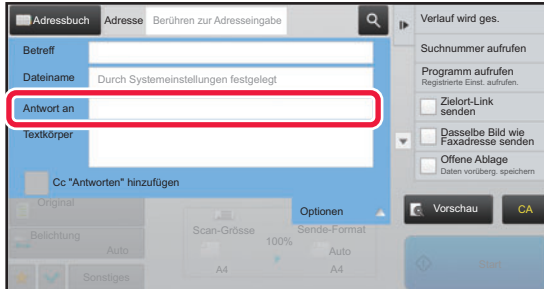 Adressbuch
Adresse
Berühren zur Adresseingabe
Betreff
Dateiname
Durch Systemeinstellungen festgelegt
Antwort an
Textkörper
Cc "Antworten" hinzufügen
Optionen
Original
Belichtung
Auto
Sonstiges
Scan-Grösse
A4
100%
Sende-Format
Auto
A4
Verlauf wird ges.
Suchnummer aufrufen
Programm aufrufen
Registrierte Einst. aufrufen.
Zielort-Link
senden
Dasselbe Bild wie
Faxadresse senden
Offene Ablage
Daten vorüberg. speichern
Vorschau
CA
Start